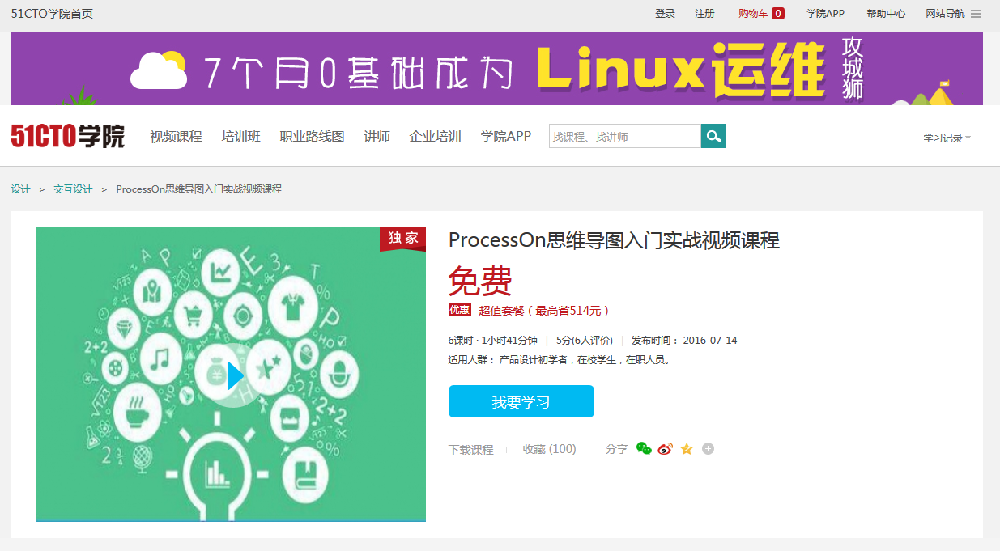 51CTO学院首页 登录 注册 购物车 0 学院APP 帮助中心 网站导航
7个月0基础成为 Linux运维 攻城狮
51CTO学院 视频课程 培训班 职业路线图 讲师 企业培训 学院APP 找课程、找讲师 学习记录
设计 > 交互设计 > ProcessOn思维导图入门实战视频课程
独家
ProcessOn思维导图入门实战视频课程
免费
优惠 超值套餐（最高省514元）
6课时 · 1小时41分钟 | 5分(6人评价) | 发布时间： 2016-07-14
适用人群： 产品设计初学者，在校学生，在职人员。
我要学习
下载课程 收藏 (100) 分享